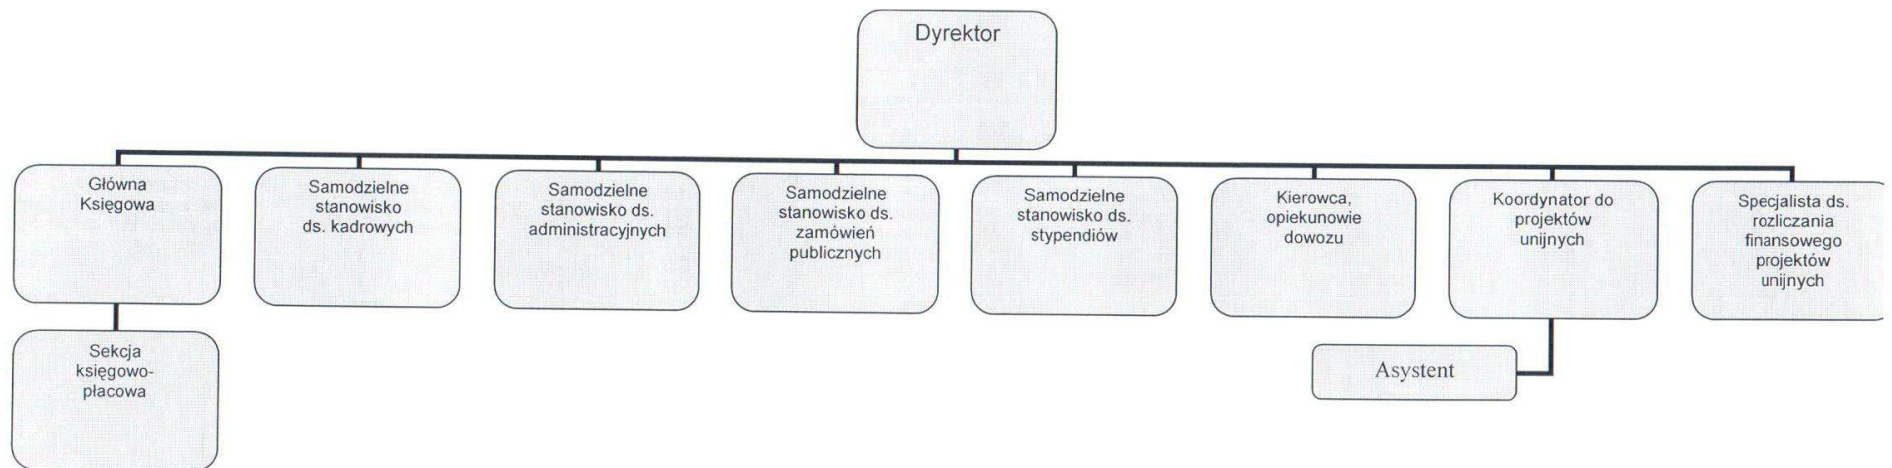 Dyrektor
Główna
Księgowa
Samodzielne
stanowisko
ds. kadrowych
Samodzielne
stanowisko ds.
administracyjnych
Samodzielne
stanowisko ds.
zamówień
publicznych
Samodzielne
stanowisko ds.
stypendiów
Kierowca,
opiekunowie
dowozu
Koordynator do
projektów
unijnych
Specjalista ds.
rozliczania
finansowego
projektów
unijnych
Sekcja
księgowo-
płacowa
Asystent